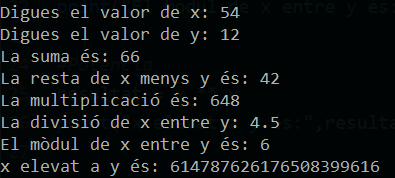 Digues el valor de x: 54
Digues el valor de y: 12
La suma és: 66
La resta de x menys y és: 42
La multiplicació és: 648
La divisió de x entre y: 4.5
El mòdul de x entre y és: 6
x elevat a y és: 614787626176508399616